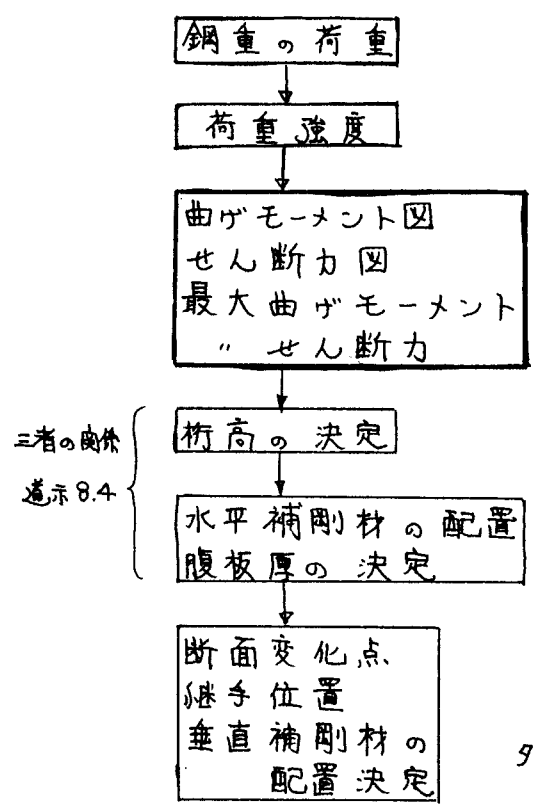 鋼重の荷重
荷重強度
曲ゲモーメント図
せん断力図
最大曲ゲモーメント
〃 せん断力
三者の関係
道示8.4
桁高の決定
水平補剛材の配置
腹板厚の決定
断面変化点
継手位置
垂直補剛材の
配置決定